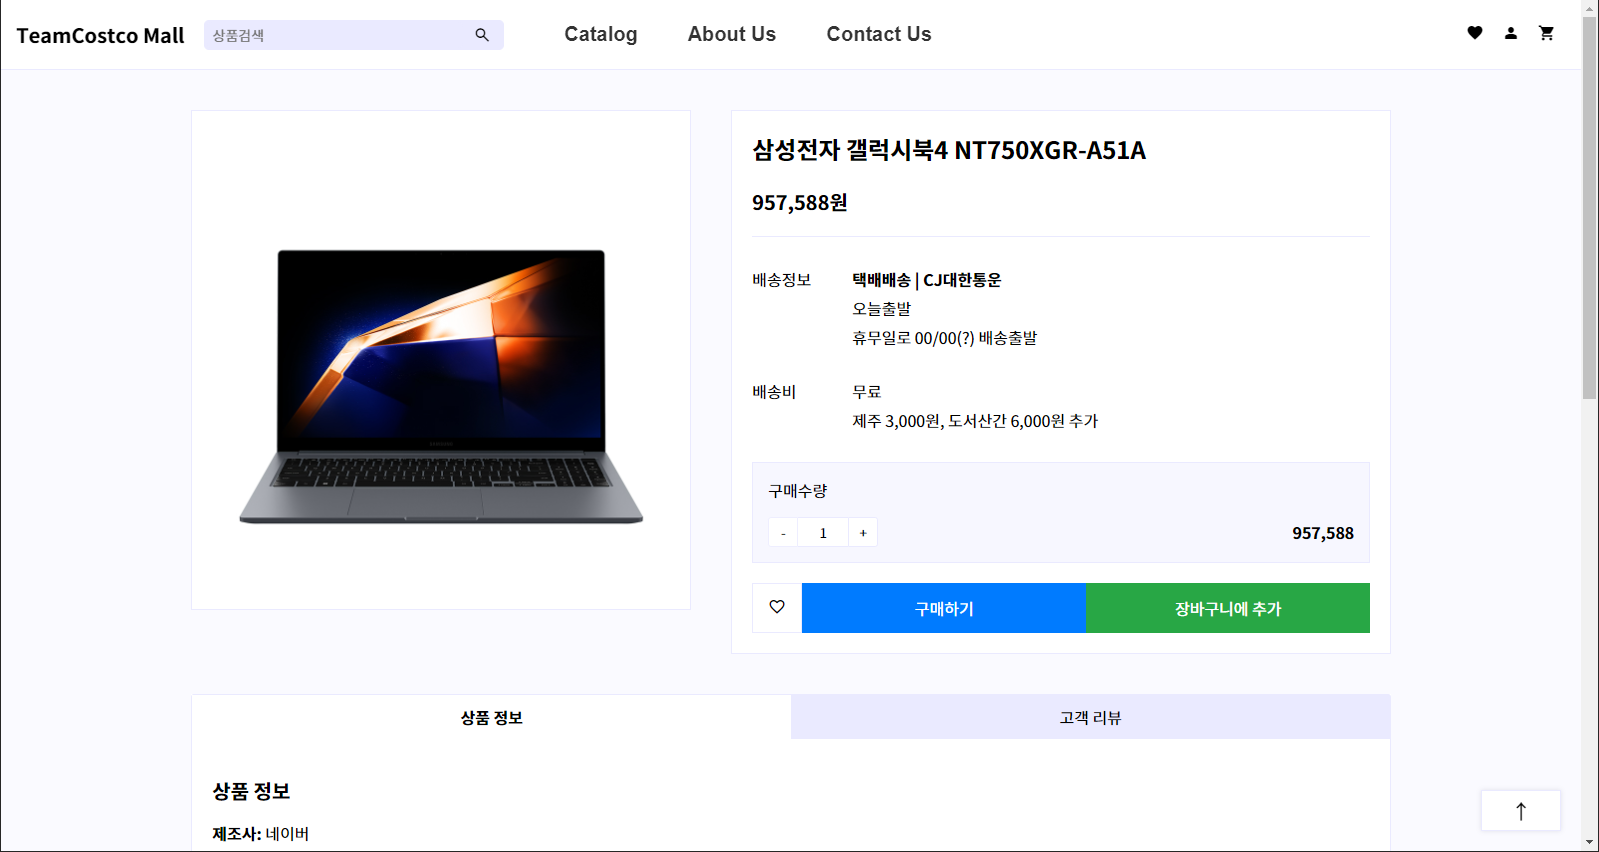 TeamCostco Mall
상품검색
Catalog
About Us
Contact Us
삼성전자 갤럭시북4 NT750XGR-A51A
957,588원
배송정보
택배배송 | CJ대한통운
오늘출발
휴무일로 00/00(?) 배송출발
배송비
무료
제주 3,000원, 도서산간 6,000원 추가
구매수량
- 1 +
957,588
구매하기
장바구니에 추가
상품 정보
고객 리뷰
상품 정보
제조사: 네이버
↑